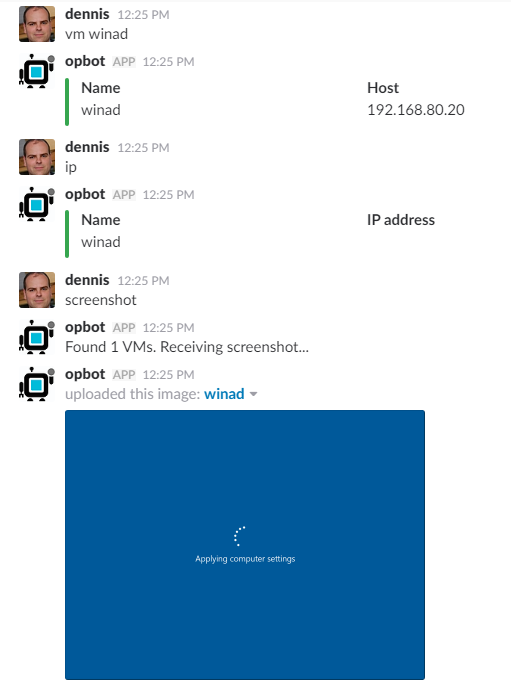 dennis 12:25 PM
vm winad
opbot APP 12:25 PM
Name Host
winad 192.168.80.20
dennis 12:25 PM
ip
opbot APP 12:25 PM
Name IP address
winad
dennis 12:25 PM
screenshot
opbot APP 12:25 PM
Found 1 VMs. Receiving screenshot...
opbot APP 12:25 PM
uploaded this image: winad
Applying computer settings